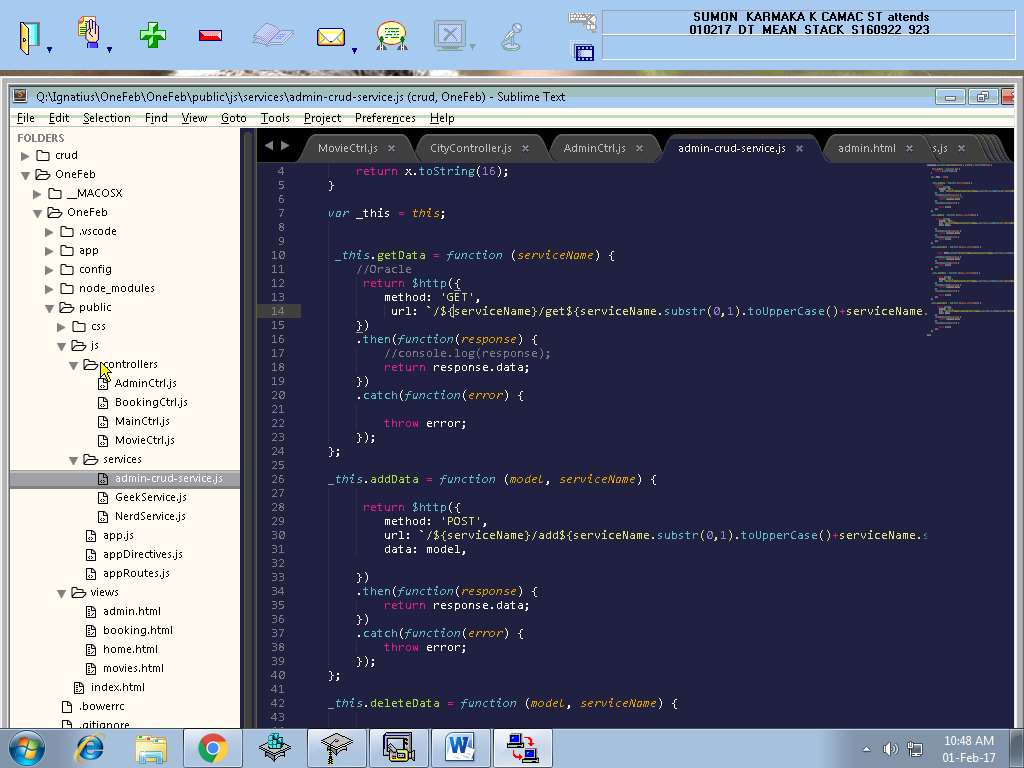 SUMON KARMAKA K CAMAC ST attends
010217_DT_MEAN_STACK_S160922_923
Q:\Ignatius\OneFeb\OneFeb\public\js\services\admin-crud-service.js (crud, OneFeb) - Sublime Text
File Edit Selection Find View Goto Tools Project Preferences Help
FOLDERS
crud
OneFeb
__MACOSX
OneFeb
.vscode
app
config
node_modules
public
css
js
controllers
AdminCtrl.js
BookingCtrl.js
MainCtrl.js
MovieCtrl.js
services
admin-crud-service.js
GeekService.js
NerdService.js
app.js
appDirectives.js
appRoutes.js
views
admin.html
booking.html
home.html
movies.html
index.html
.bowerrc
.gitignore
MovieCtrl.js × CityController.js × AdminCtrl.js × admin-crud-service.js × admin.html × s.js ×
4 return x.toString(16);
5 }
6
7 var _this = this;
8
9
10 _this.getData = function (serviceName) {
11 //Oracle
12 return $http({
13 method: 'GET',
14 url: `/${serviceName}/get${serviceName.substr(0,1).toUpperCase()+serviceName.
15 })
16 .then(function(response) {
17 //console.log(response);
18 return response.data;
19 })
20 .catch(function(error) {
21
22 throw error;
23 });
24 };
25
26 _this.addData = function (model, serviceName) {
27
28 return $http({
29 method: 'POST',
30 url: `/${serviceName}/add${serviceName.substr(0,1).toUpperCase()+serviceName.s
31 data: model,
32
33 })
34 .then(function(response) {
35 return response.data;
36 })
37 .catch(function(error) {
38 throw error;
39 });
40 };
41
42 _this.deleteData = function (model, serviceName) {
43
10:48 AM
01-Feb-17